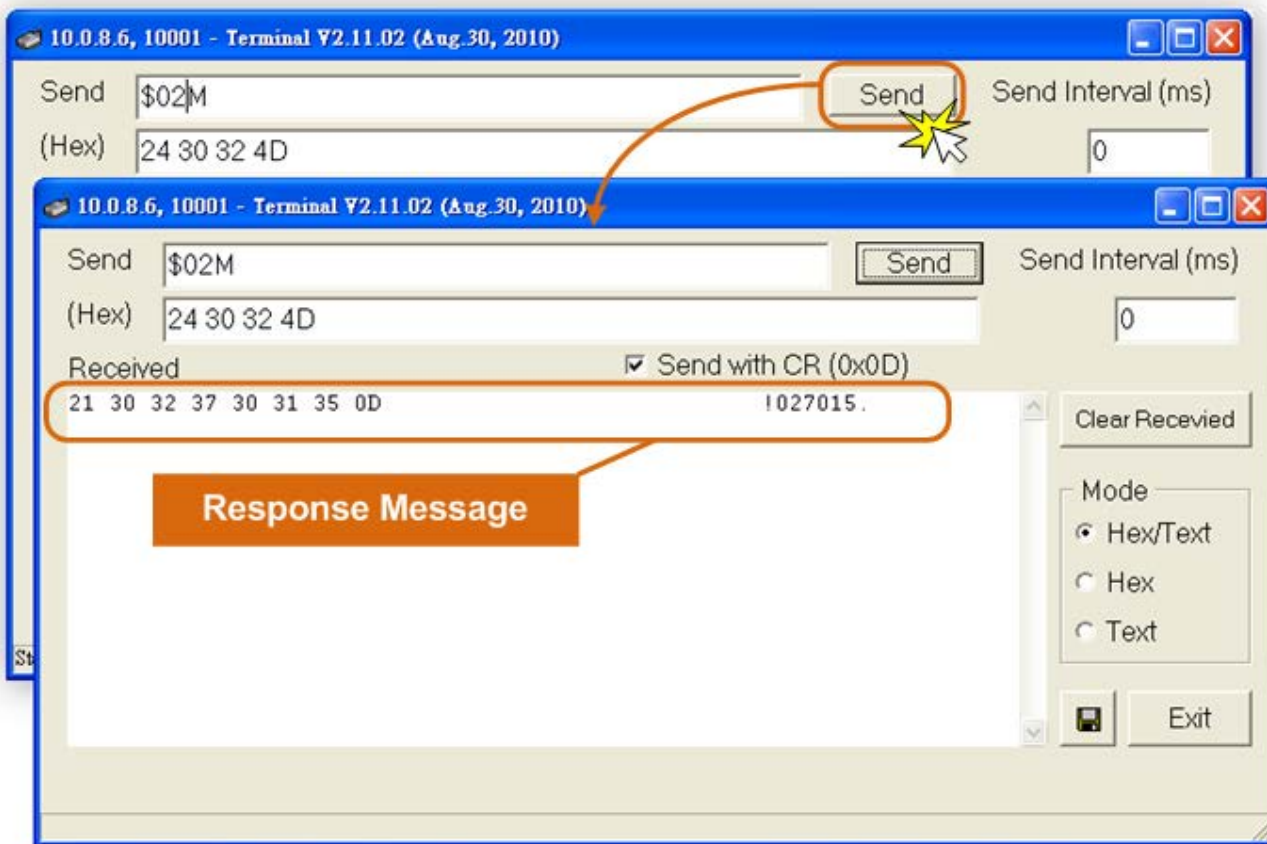 10.0.8.6, 10001 - Terminal V2.11.02 (Aug.30, 2010)
Send $02M Send Send Interval (ms)
(Hex) 24 30 32 4D 0
10.0.8.6, 10001 - Terminal V2.11.02 (Aug.30, 2010)
Send $02M Send Send Interval (ms)
(Hex) 24 30 32 4D 0
Received Send with CR (0x0D)
21 30 32 37 30 31 35 0D !027015.
Clear Recevied
Response Message
Mode
Hex/Text
Hex
Text
Exit